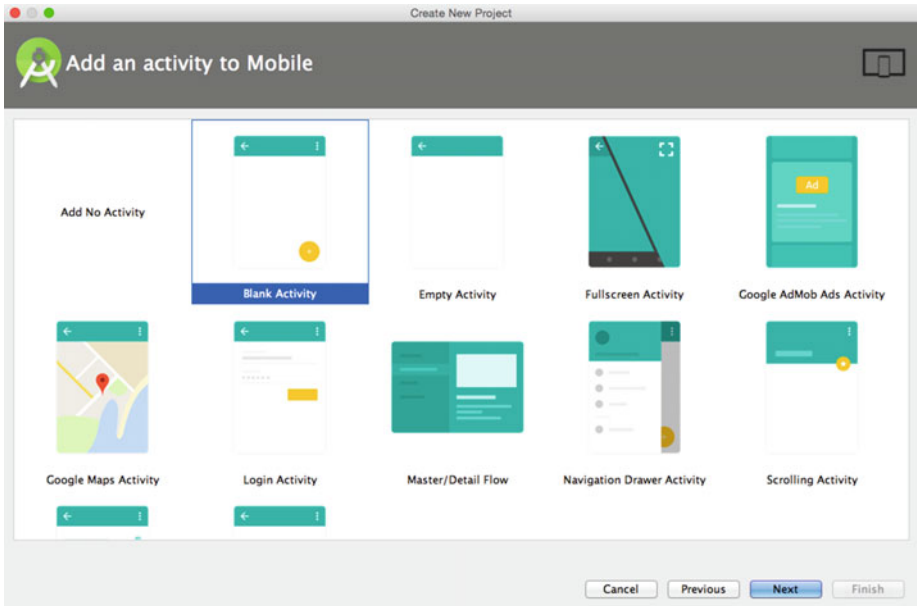 Create New Project
Add an activity to Mobile
Add No Activity
Blank Activity
Empty Activity
Fullscreen Activity
Ad
Google AdMob Ads Activity
Google Maps Activity
Login Activity
Master/Detail Flow
Navigation Drawer Activity
Scrolling Activity
Cancel
Previous
Next
Finish